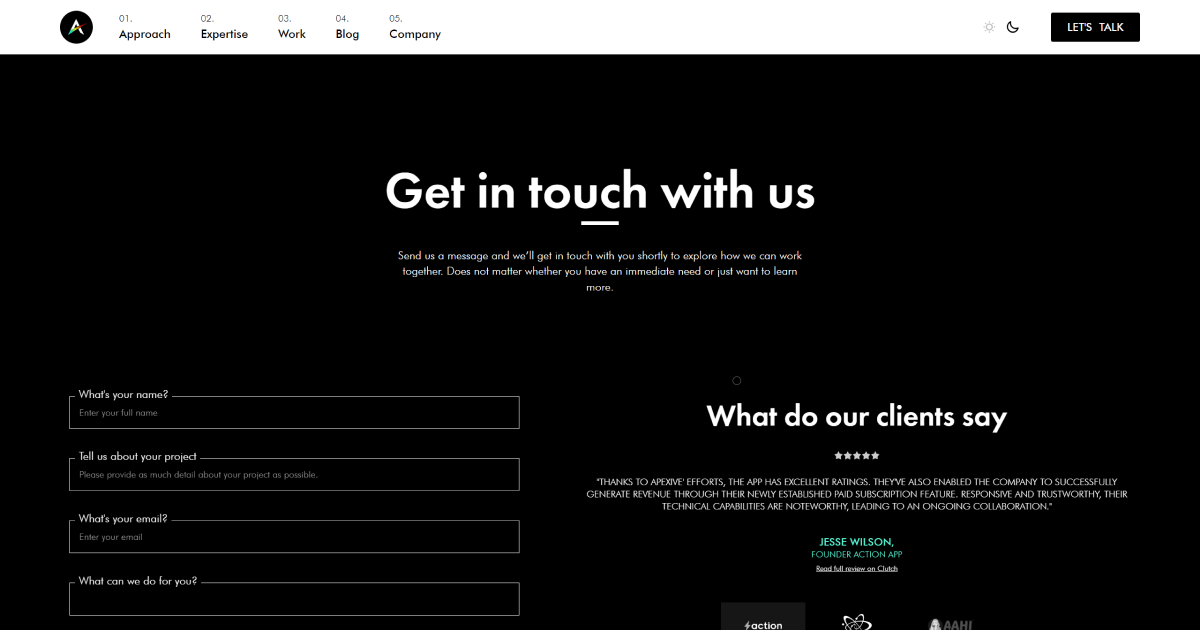 01.
Approach
02.
Expertise
03.
Work
04.
Blog
05.
Company
LET'S TALK
Get in touch with us
Send us a message and we'll get in touch with you shortly to explore how we can work
together. Does not matter whether you have an immediate need or just want to learn
more.
What's your name?
Enter your full name
Tell us about your project
Please provide as much detail about your project as possible.
What's your email?
Enter your email
What can we do for you?
What do our clients say
"THANKS TO APEXIVE' EFFORTS, THE APP HAS EXCELLENT RATINGS. THEY'VE ALSO ENABLED THE COMPANY TO SUCCESSFULLY
GENERATE REVENUE THROUGH THEIR NEWLY ESTABLISHED PAID SUBSCRIPTION FEATURE. RESPONSIVE AND TRUSTWORTHY, THEIR
TECHNICAL CAPABILITIES ARE NOTEWORTHY, LEADING TO AN ONGOING COLLABORATION."
JESSE WILSON,
FOUNDER ACTION APP
Read full review on Clutch
action
AAHI